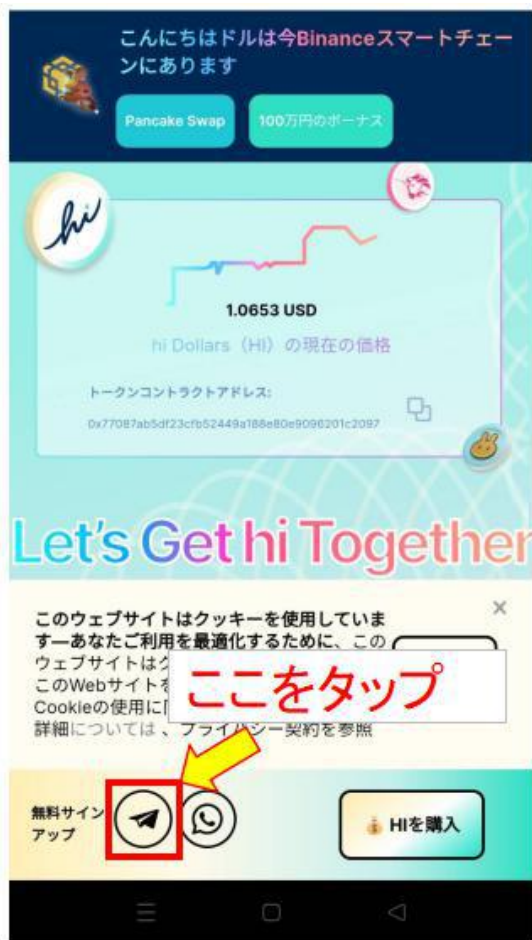 こんにちはドルは今Binanceスマートチェー
ンにあります
Pancake Swap
100万円のボーナス
hi
1.0653 USD
hi Dollars（HI）の現在の価格
トークンコントラクトアドレス:
0x77087ab5df23cfb52449a188e80e9096201c2097
Let's Get hi Together
このウェブサイトはクッキーを使用していま
す—あなたご利用を最適化するために、この
ウェブサイトは
このWebサイトを
Cookieの使用に
詳細については 、プライバシー契約を参照
ここをタップ
無料サイン
アップ
HIを購入